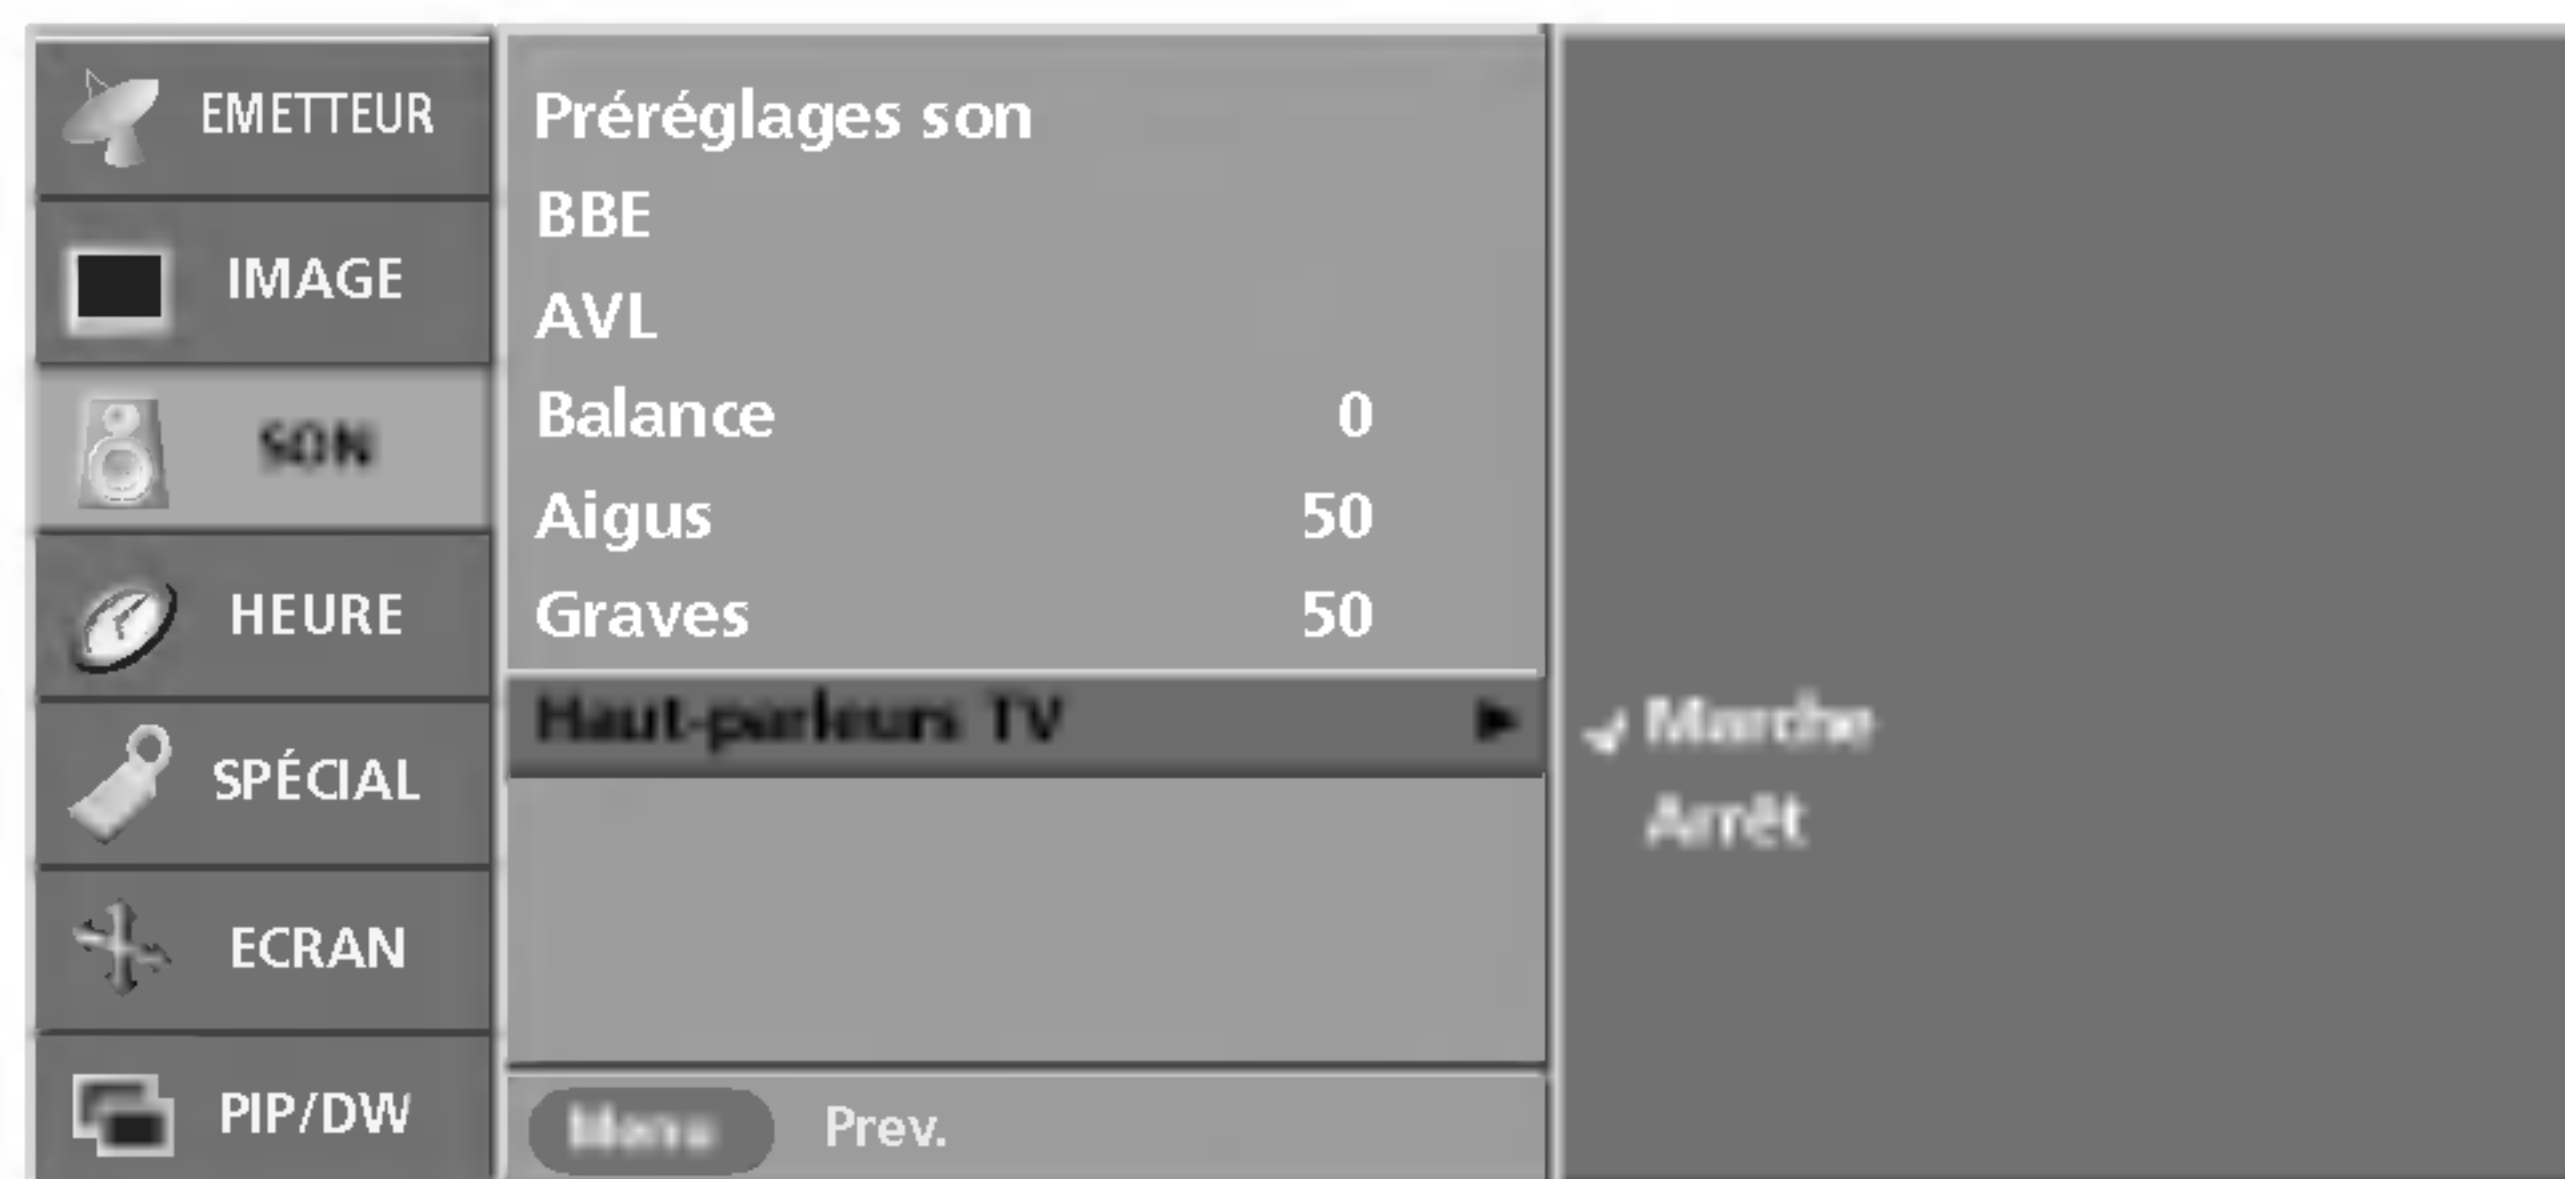 EMETTEUR
IMAGE
SON
HEURE
SPÉCIAL
ECRAN
PIP/DW
Préréglages son
BBE
AVL
Balance 0
Aigus 50
Graves 50
Haut-parleurs TV
Menu Prev.
Marche
Arrêt